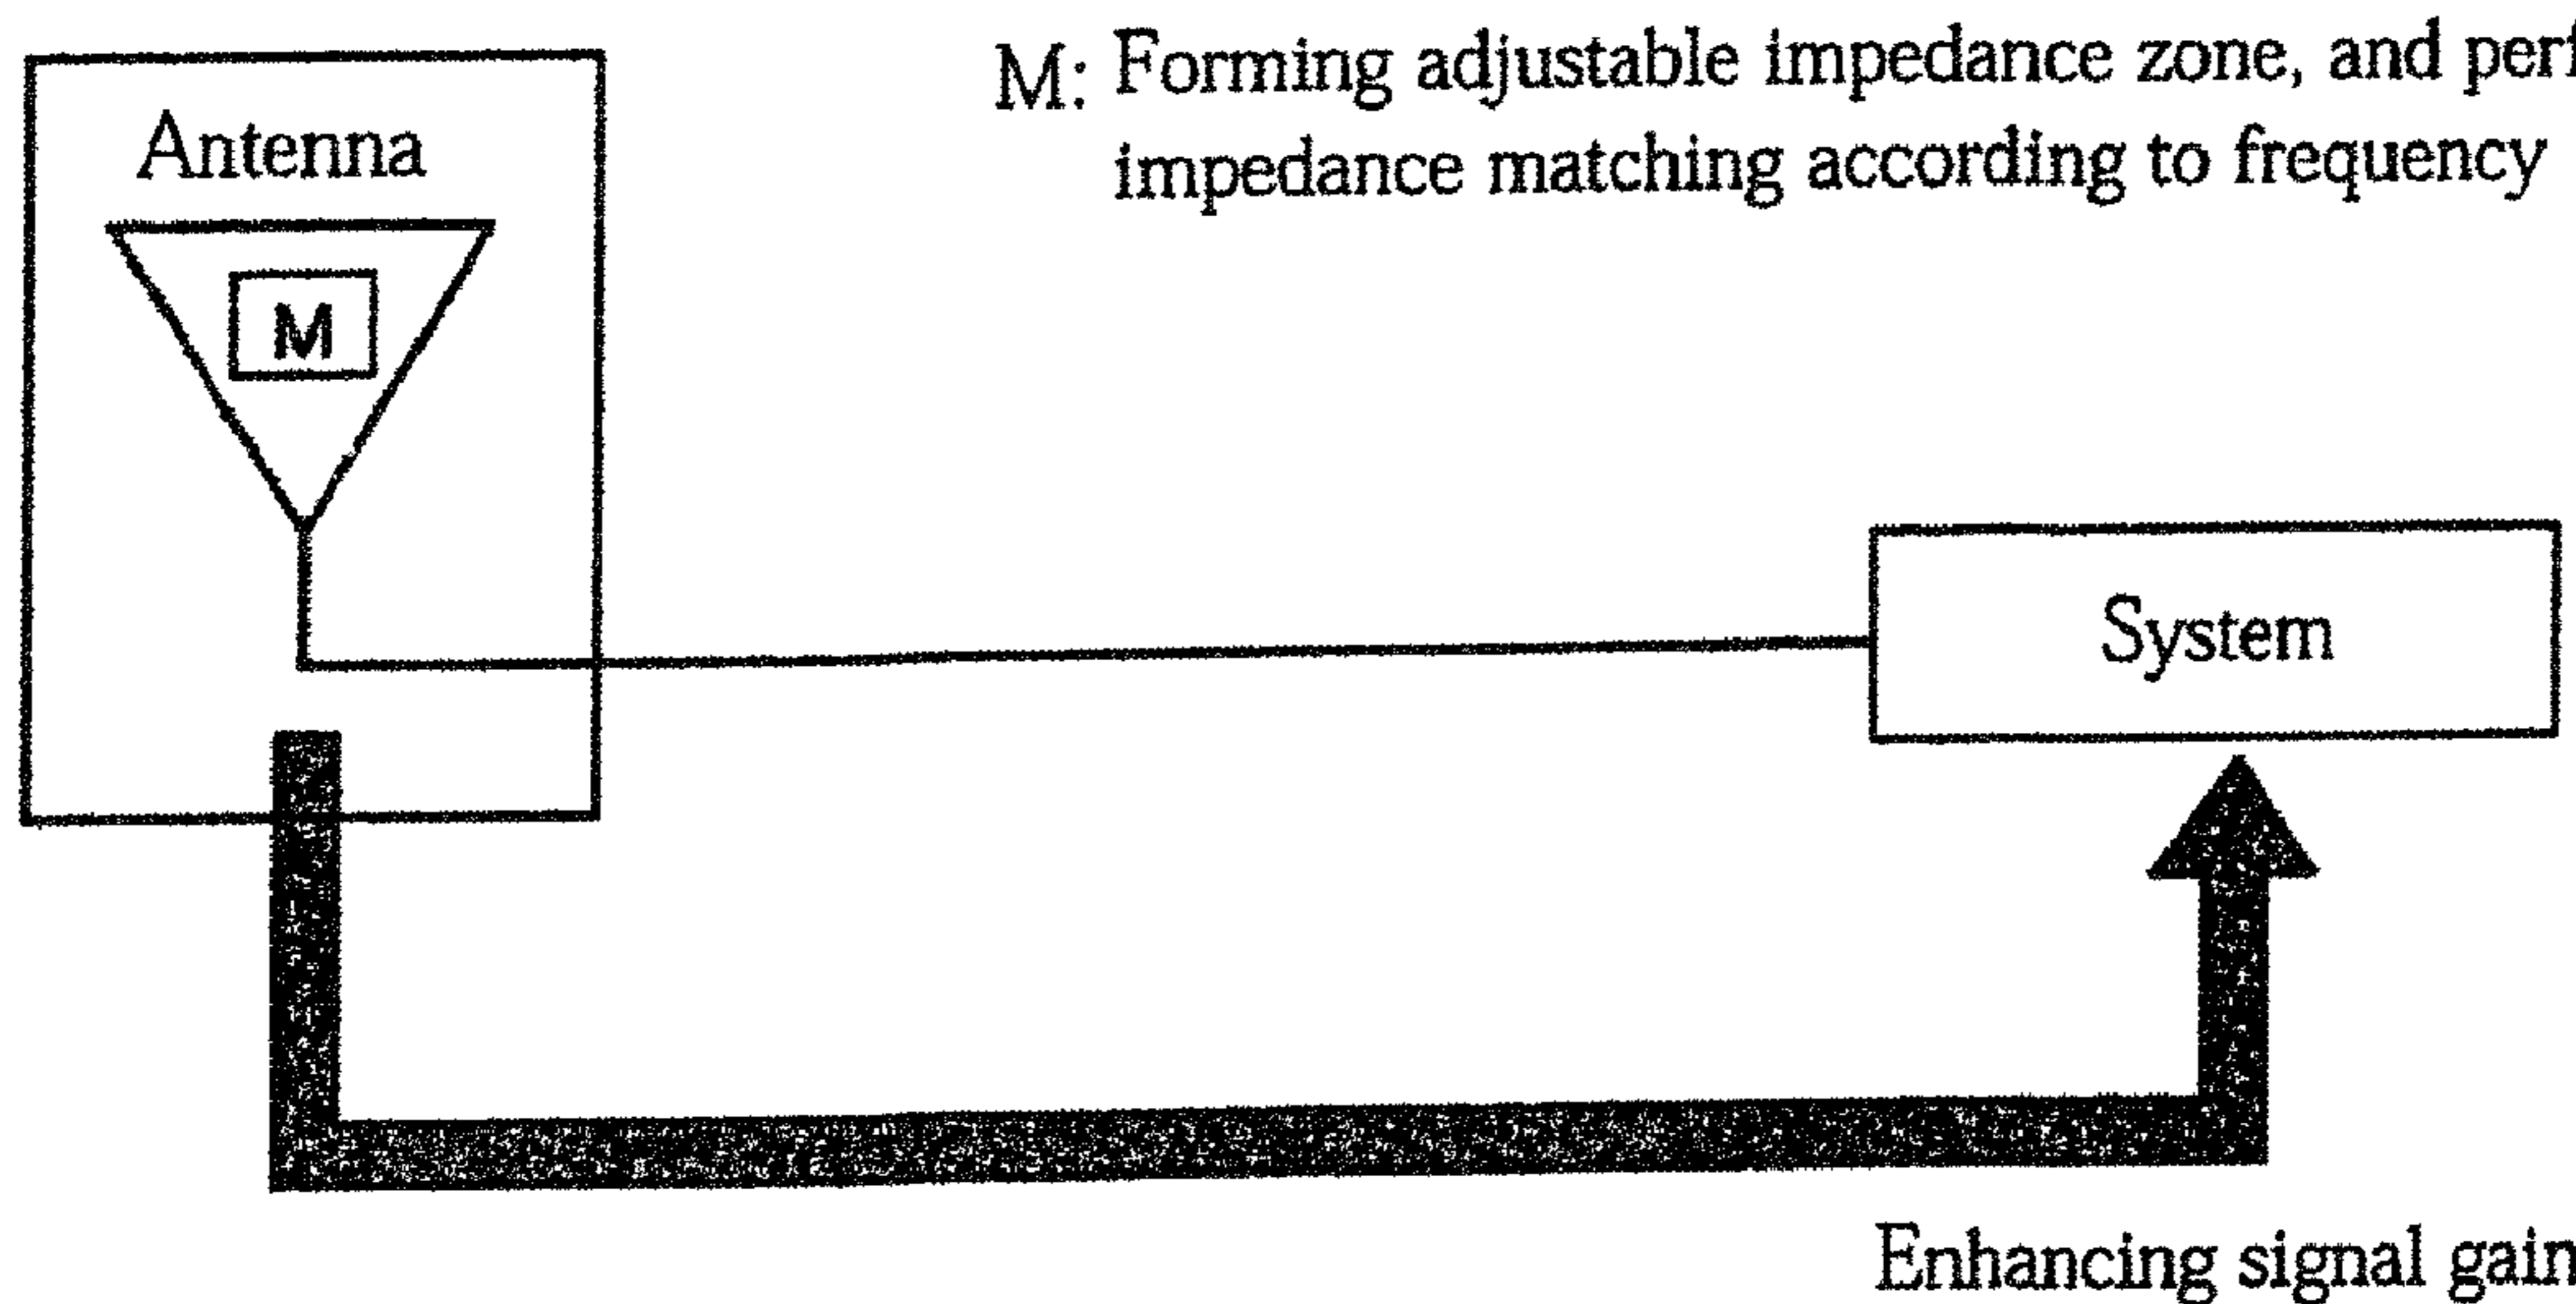 M: Forming adjustable impedance zone, and perf
impedance matching according to frequency
Antenna
M
System
Enhancing signal gain